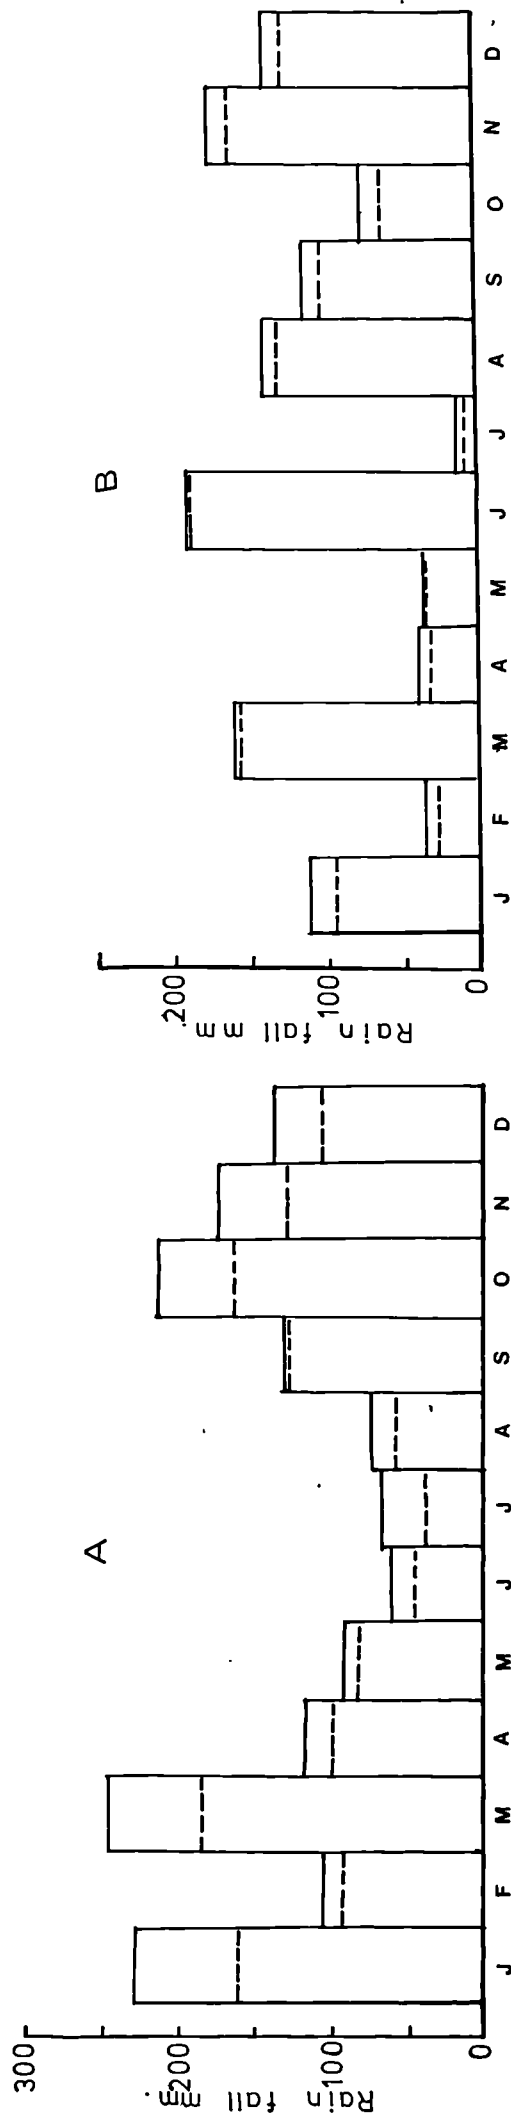 A
300
200
100
0
Rain fall mm.
J F M A M J J A S O N D
B
200
100
0
Rain fall mm
J F M A M J J A S O N D